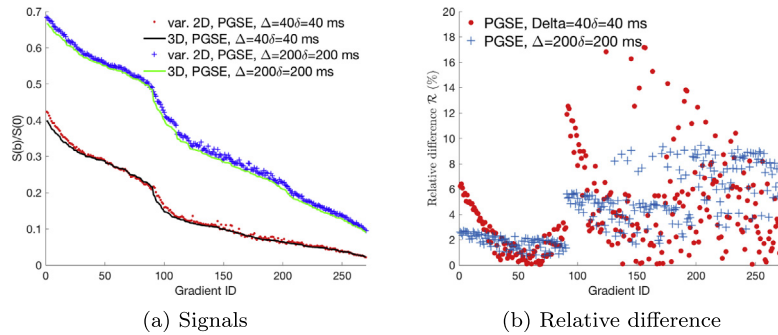 var. 2D, PGSE, Δ=40δ=40 ms
3D, PGSE, Δ=40δ=40 ms
var. 2D, PGSE, Δ=200δ=200 ms
3D, PGSE, Δ=200δ=200 ms
0.7
0.6
0.5
0.4
0.3
0.2
0.1
0
S(b)/S(0)
0 50 100 150 200 250
Gradient ID
(a) Signals
PGSE, Delta=40δ=40 ms
PGSE, Δ=200δ=200 ms
20
18
16
14
12
10
8
6
4
2
0
Relative difference R (%)
0 50 100 150 200 250
Gradient ID
(b) Relative difference